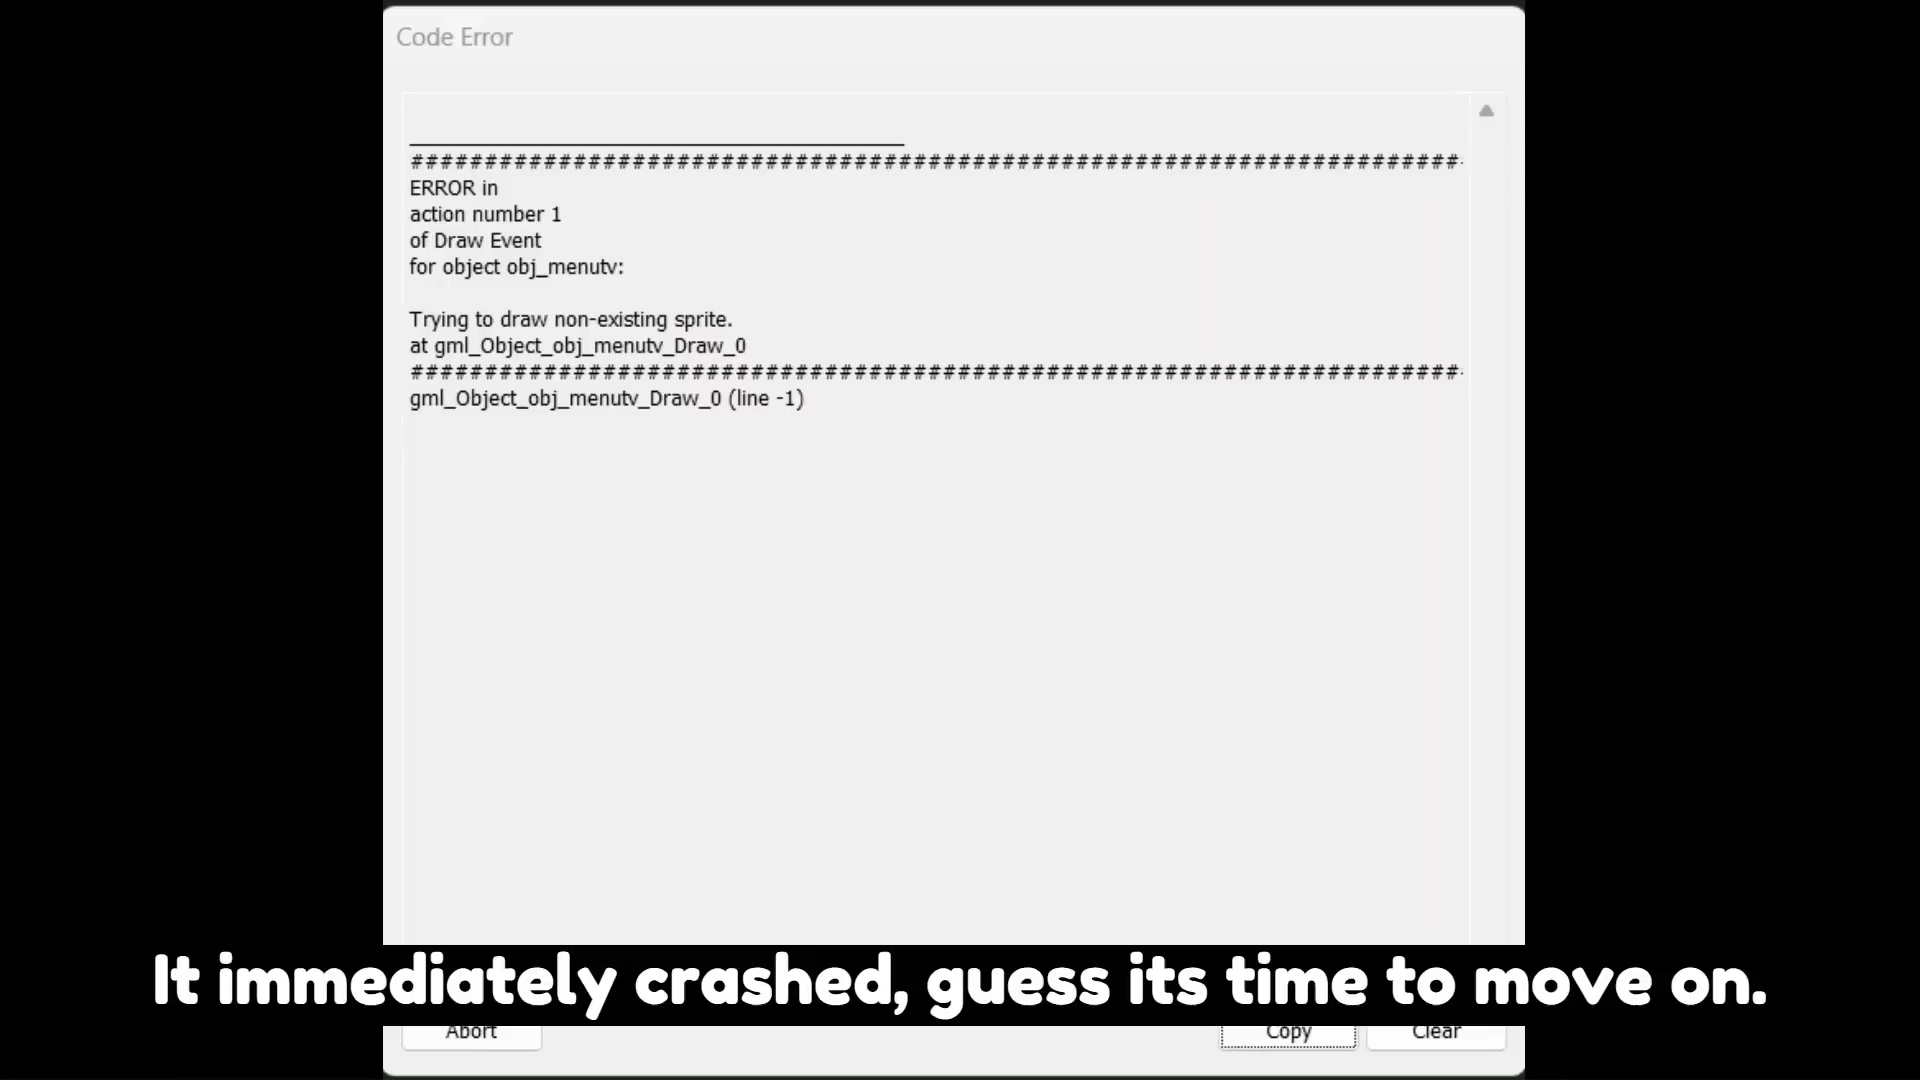 Code Error
################################################################################
ERROR in
action number 1
of Draw Event
for object obj_menutv:
Trying to draw non-existing sprite.
at gml_Object_obj_menutv_Draw_0
################################################################################
gml_Object_obj_menutv_Draw_0 (line -1)
It immediately crashed, guess its time to move on.
Abort Copy Clear